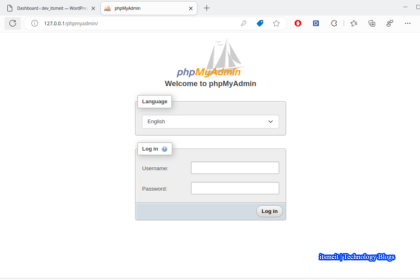 Dashboard - dev_itsmeit — WordPr
phpMyAdmin
127.0.0.1/phpmyadmin/
phpMyAdmin
Welcome to phpMyAdmin
Language
English
Log in
Username:
Password:
Log in
itsmeit | Technology Blogs